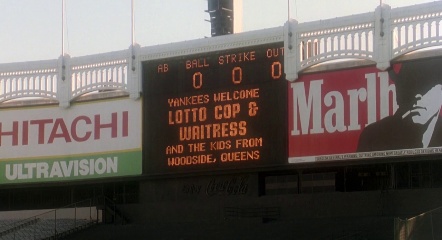 AB BALL STRIKE OUT
0 0 0
YANKEES WELCOME
LOTTO COP &
WAITRESS
AND THE KIDS FROM
WOODSIDE, QUEENS
HITACHI
ULTRAVISION
Marlb